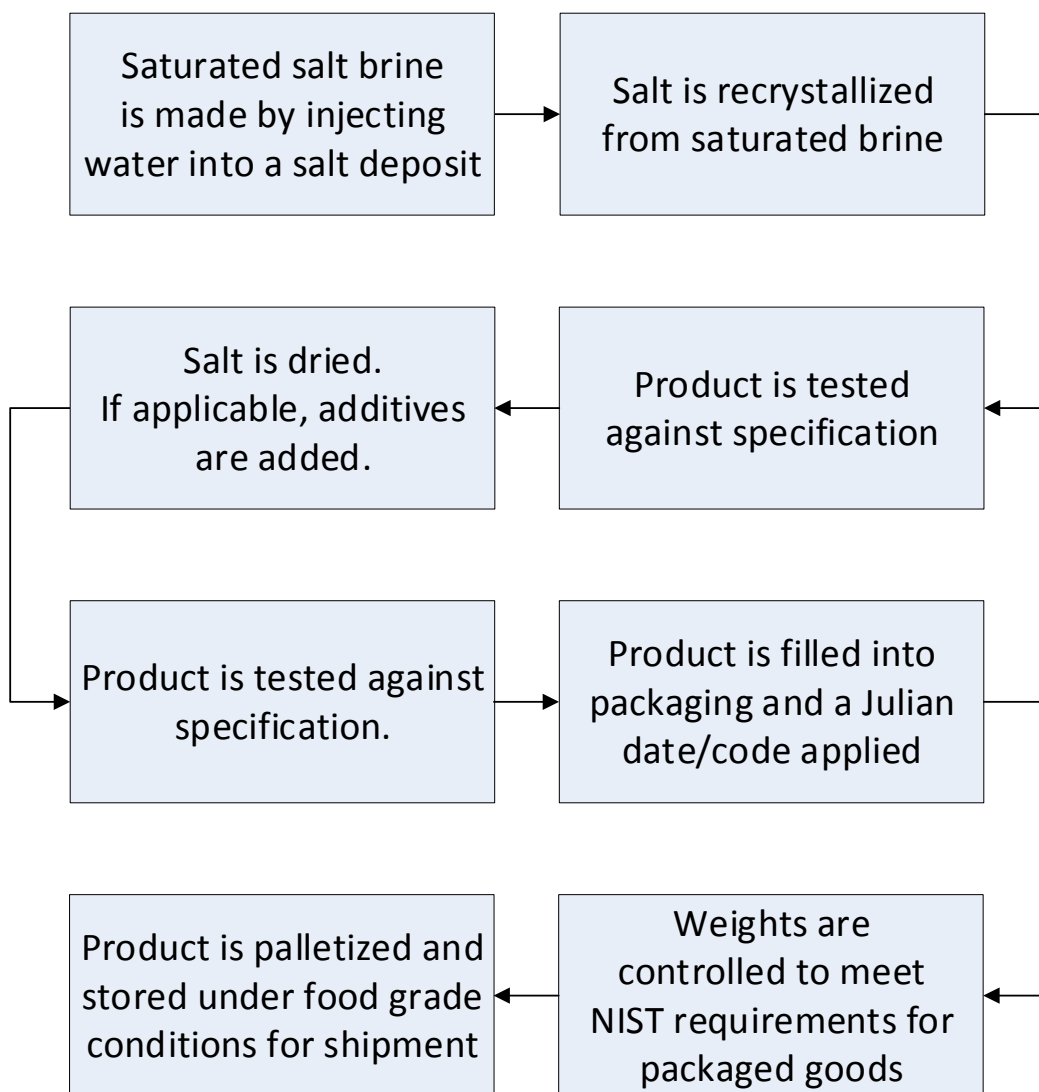 Saturated salt brine
is made by injecting
water into a salt deposit
Salt is recrystallized
from saturated brine
Product is tested
against specification
Salt is dried.
If applicable, additives
are added.
Product is tested against
specification.
Product is filled into
packaging and a Julian
date/code applied
Weights are
controlled to meet
NIST requirements for
packaged goods
Product is palletized and
stored under food grade
conditions for shipment